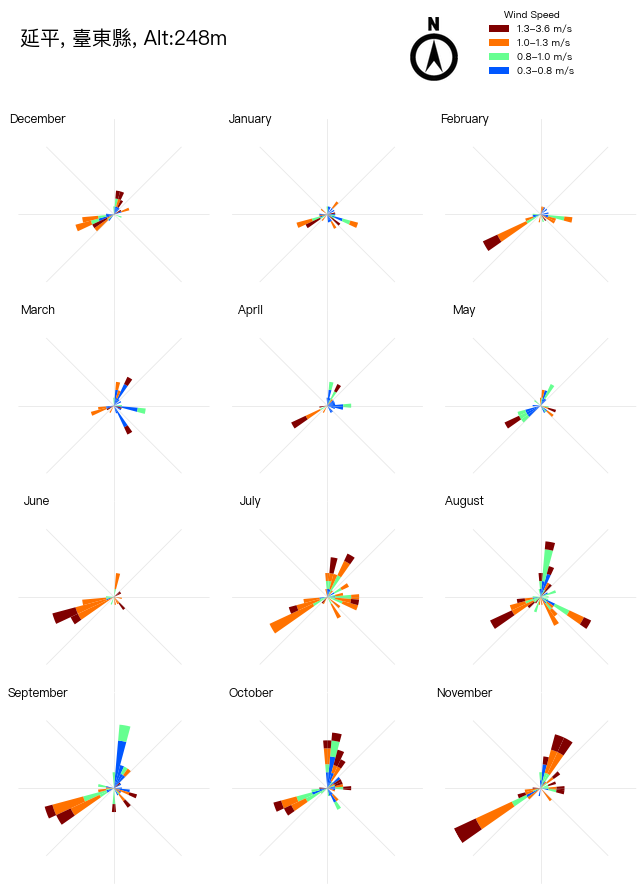 延平, 臺東縣, Alt:248m
N
Wind Speed
1.3–3.6 m/s
1.0–1.3 m/s
0.8–1.0 m/s
0.3–0.8 m/s
December
January
February
March
April
May
June
July
August
September
October
November